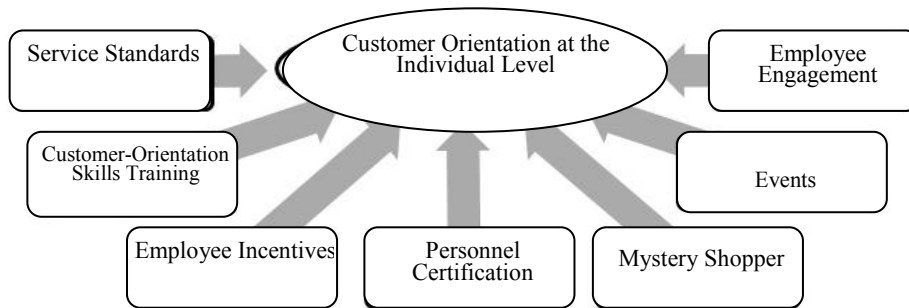 Customer Orientation at the
Individual Level
Service Standards
Employee
Engagement
Customer-Orientation
Skills Training
Events
Employee Incentives
Personnel
Certification
Mystery Shopper